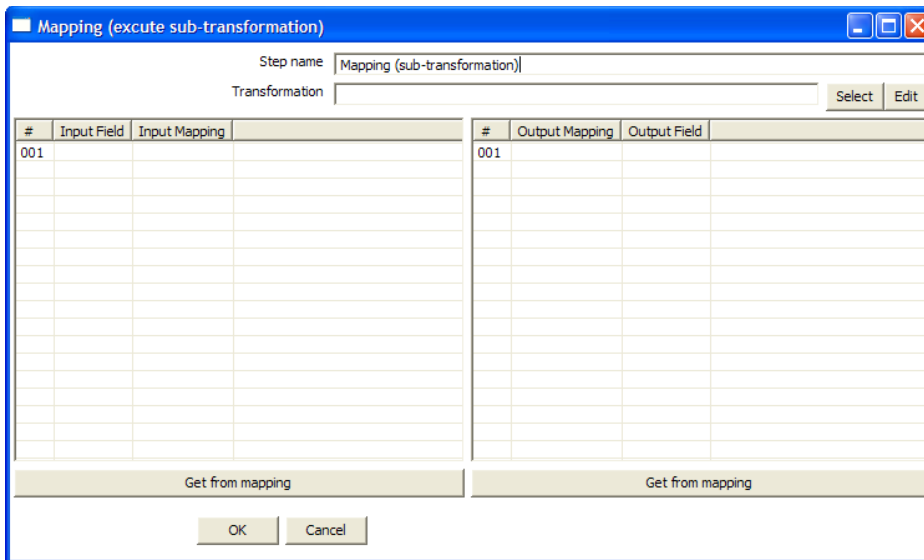 Mapping (excute sub-transformation)
Step name Mapping (sub-transformation)
Transformation Select Edit
# Input Field Input Mapping # Output Mapping Output Field
001 001
Get from mapping Get from mapping
OK Cancel